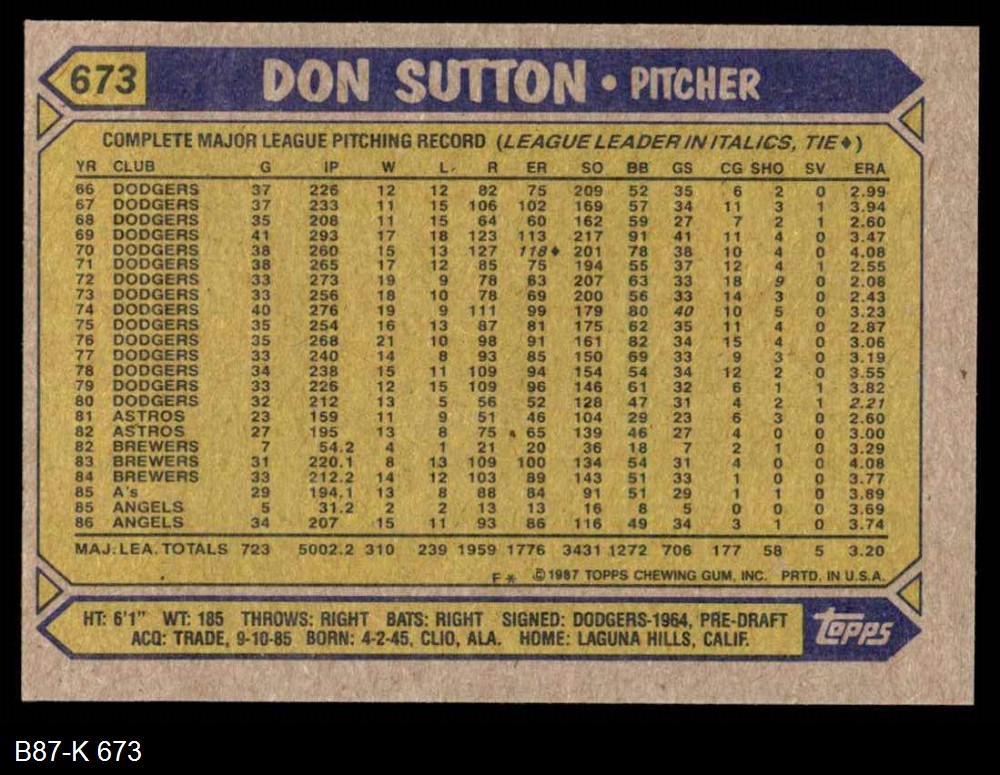 673 DON SUTTON • PITCHER
COMPLETE MAJOR LEAGUE PITCHING RECORD (LEAGUE LEADER IN ITALICS, TIE♦)
YR CLUB G IP W L R ER SO BB GS CG SHO SV ERA
66 DODGERS 37 226 12 12 82 75 209 52 35 6 2 0 2.99
67 DODGERS 37 233 11 15 106 102 169 57 34 11 3 1 3.94
68 DODGERS 35 208 11 15 64 60 162 59 27 7 2 1 2.60
69 DODGERS 41 293 17 18 123 113 217 91 41 11 4 0 3.47
70 DODGERS 38 260 15 13 127 118♦ 201 78 38 10 4 0 4.08
71 DODGERS 38 265 17 12 85 75 194 55 37 12 4 1 2.55
72 DODGERS 33 273 19 9 78 63 207 63 33 18 9 0 2.08
73 DODGERS 33 256 18 10 78 69 200 56 33 14 3 0 2.43
74 DODGERS 40 276 19 9 111 99 179 80 40 10 5 0 3.23
75 DODGERS 35 254 16 13 87 81 175 62 35 11 4 0 2.87
76 DODGERS 35 268 21 10 98 91 161 82 34 15 4 0 3.06
77 DODGERS 33 240 14 8 93 85 150 69 33 9 3 0 3.19
78 DODGERS 34 238 15 11 109 94 154 54 34 12 2 0 3.55
79 DODGERS 33 226 12 15 109 96 146 61 32 6 1 1 3.82
80 DODGERS 32 212 13 5 56 52 128 47 31 4 2 1 2.21
81 ASTROS 23 159 11 9 51 46 104 29 23 6 3 0 2.60
82 ASTROS 27 195 13 8 75 65 139 46 27 4 0 0 3.00
82 BREWERS 7 54.2 4 1 21 20 36 18 7 2 1 0 3.29
83 BREWERS 31 220.1 8 13 109 100 134 54 31 4 0 0 4.08
84 BREWERS 33 212.2 14 12 103 89 143 51 33 1 0 0 3.77
85 A's 29 194.1 13 8 88 84 91 51 29 1 1 0 3.89
85 ANGELS 5 31.2 2 2 13 13 16 8 5 0 0 0 3.69
86 ANGELS 34 207 15 11 93 86 116 49 34 3 1 0 3.74
MAJ. LEA. TOTALS 723 5002.2 310 239 1959 1776 3431 1272 706 177 58 5 3.20
F* ©1987 TOPPS CHEWING GUM, INC. PRTD. IN U.S.A.
HT: 6'1" WT: 185 THROWS: RIGHT BATS: RIGHT SIGNED: DODGERS-1964, PRE-DRAFT
ACQ: TRADE, 9-10-85 BORN: 4-2-45, CLIO, ALA. HOME: LAGUNA HILLS, CALIF.
Topps
B87-K 673